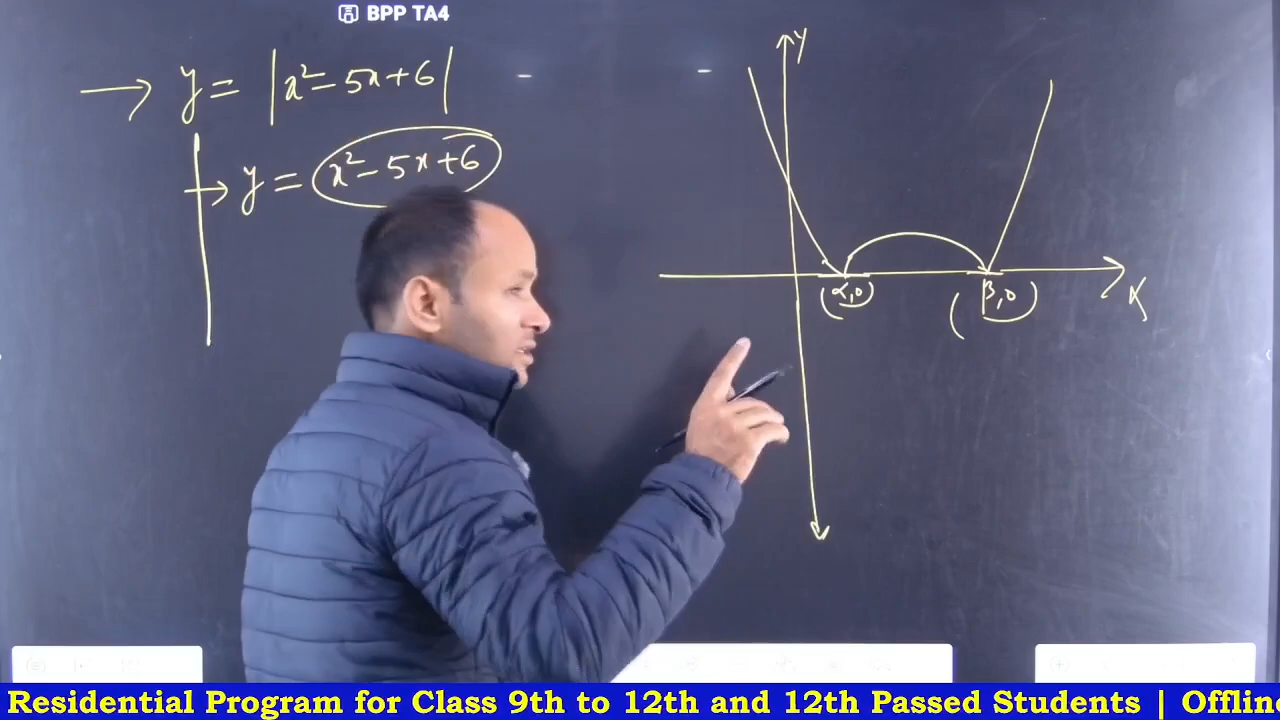 BPP TA4
→ y = |x² - 5x + 6|
→ y = x² - 5x + 6
Y
(α,0)
(β,0)
X
Residential Program for Class 9th to 12th and 12th Passed Students | Offline